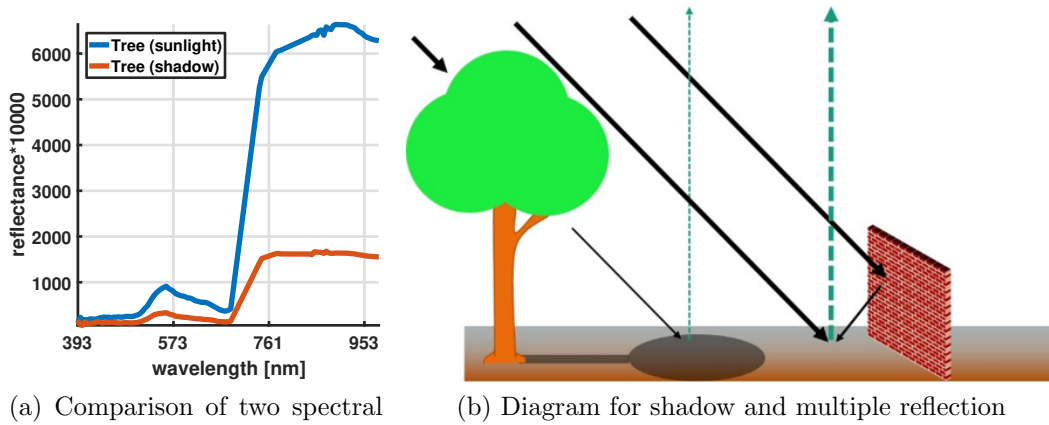 6000
5000
4000
3000
2000
1000
reflectance*10000
Tree (sunlight)
Tree (shadow)
393 573 761 953
wavelength [nm]
(a) Comparison of two spectral
(b) Diagram for shadow and multiple reflection